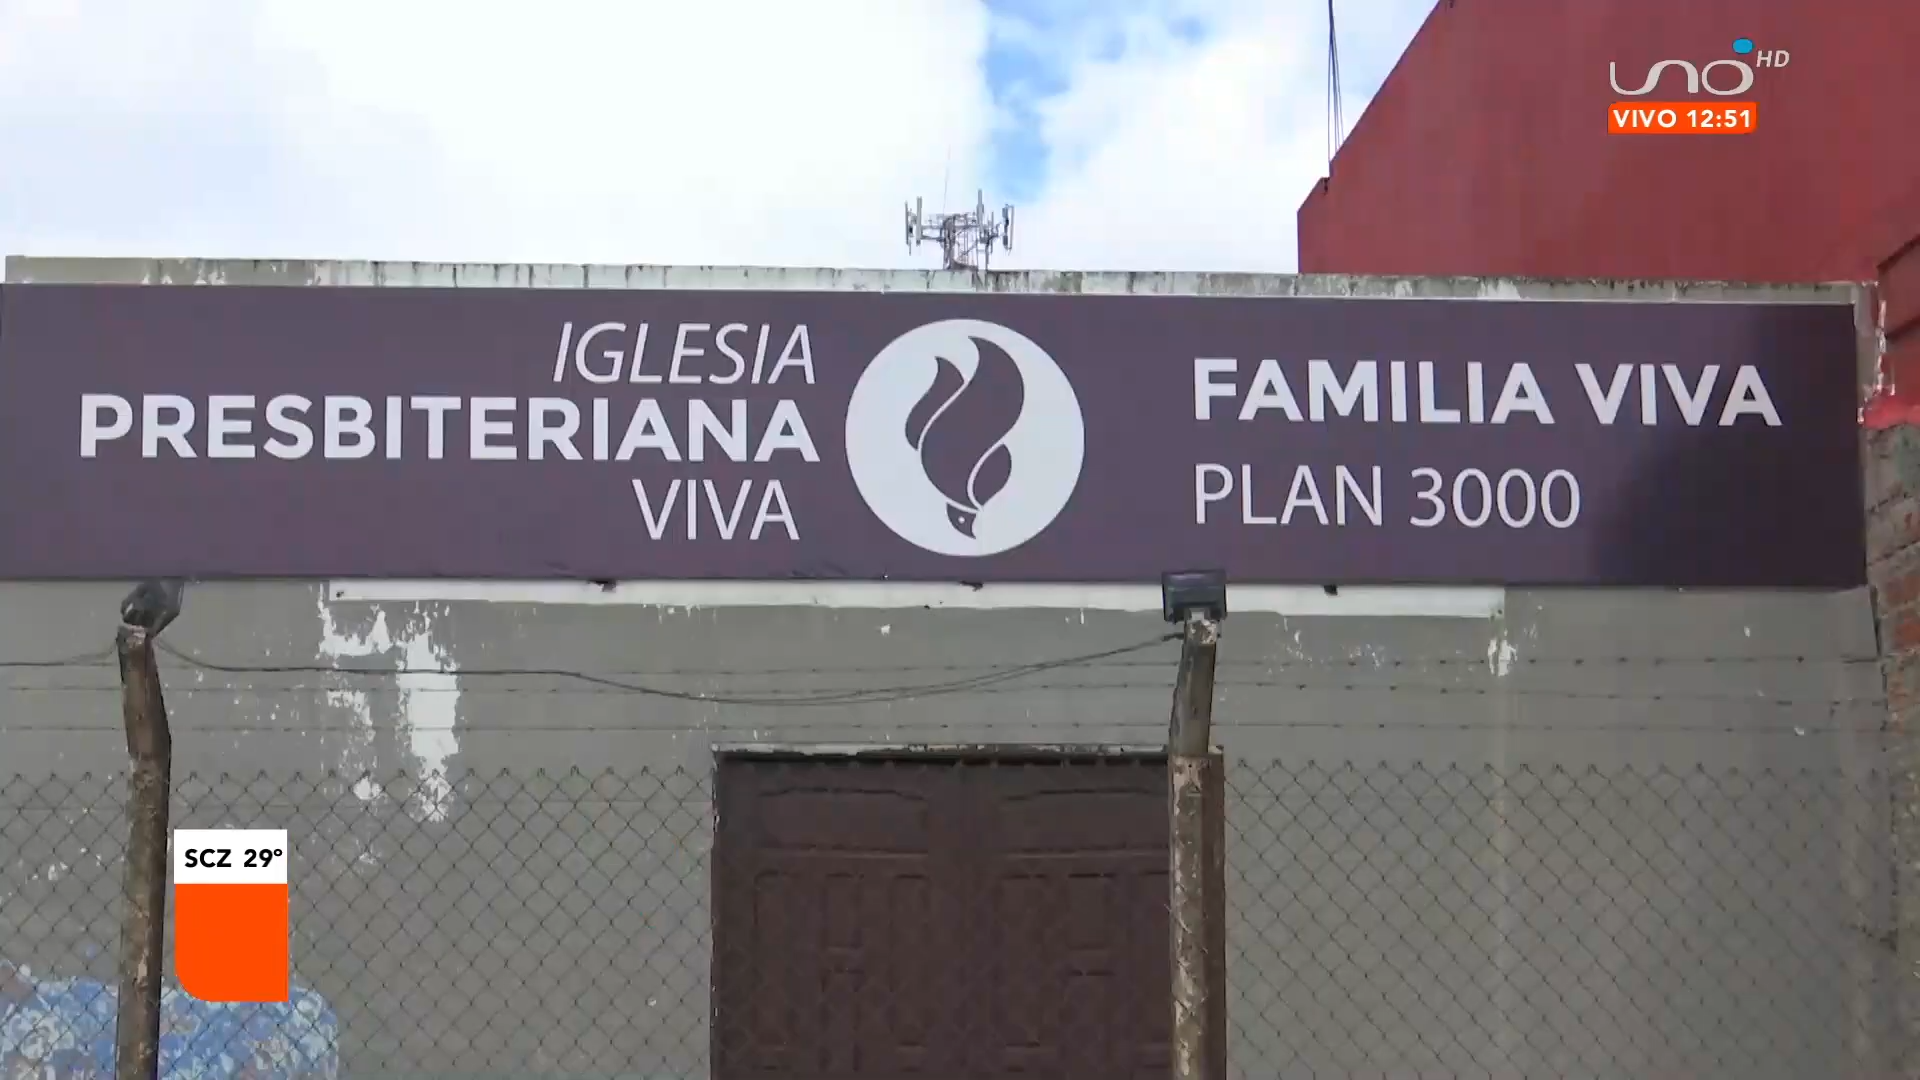 uno HD
VIVO 12:51
IGLESIA
PRESBITERIANA
VIVA
FAMILIA VIVA
PLAN 3000
SCZ 29°